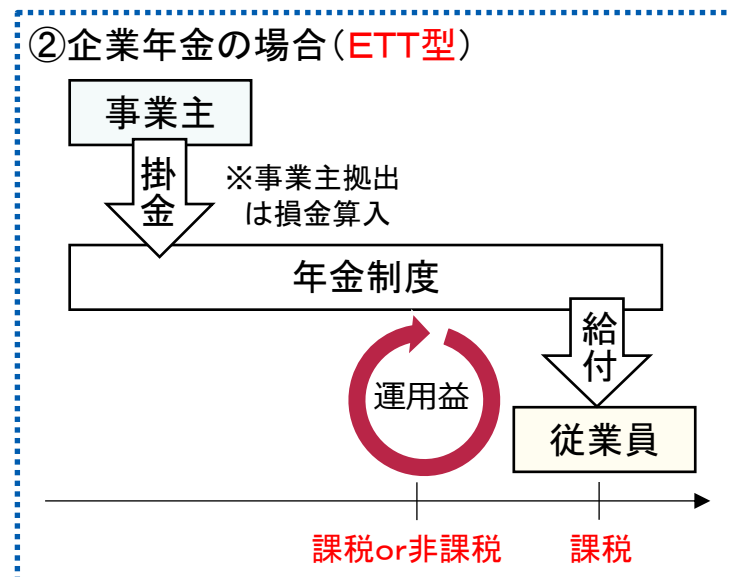 ②企業年金の場合(ETT型)
事業主
掛金
※事業主拠出
は損金算入
年金制度
給付
運用益
従業員
課税or非課税
課税